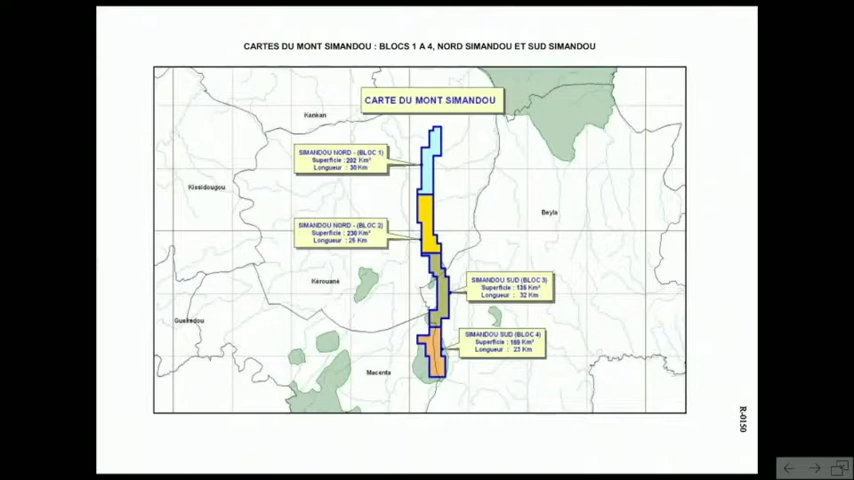 CARTES DU MONT SIMANDOU : BLOCS 1 A 4, NORD SIMANDOU ET SUD SIMANDOU
CARTE DU MONT SIMANDOU
Kankan
SIMANDOU NORD - (BLOC 1)
Superficie : 202 Km²
Longueur : 30 Km
Kissidougou
Beyla
SIMANDOU NORD - (BLOC 2)
Superficie : 230 Km²
Longueur : 25 Km
Kérouané
SIMANDOU SUD (BLOC 3)
Superficie : 135 Km²
Longueur : 32 Km
Guékédou
SIMANDOU SUD (BLOC 4)
Superficie : 169 Km²
Longueur : 23 Km
Macenta
R-0150